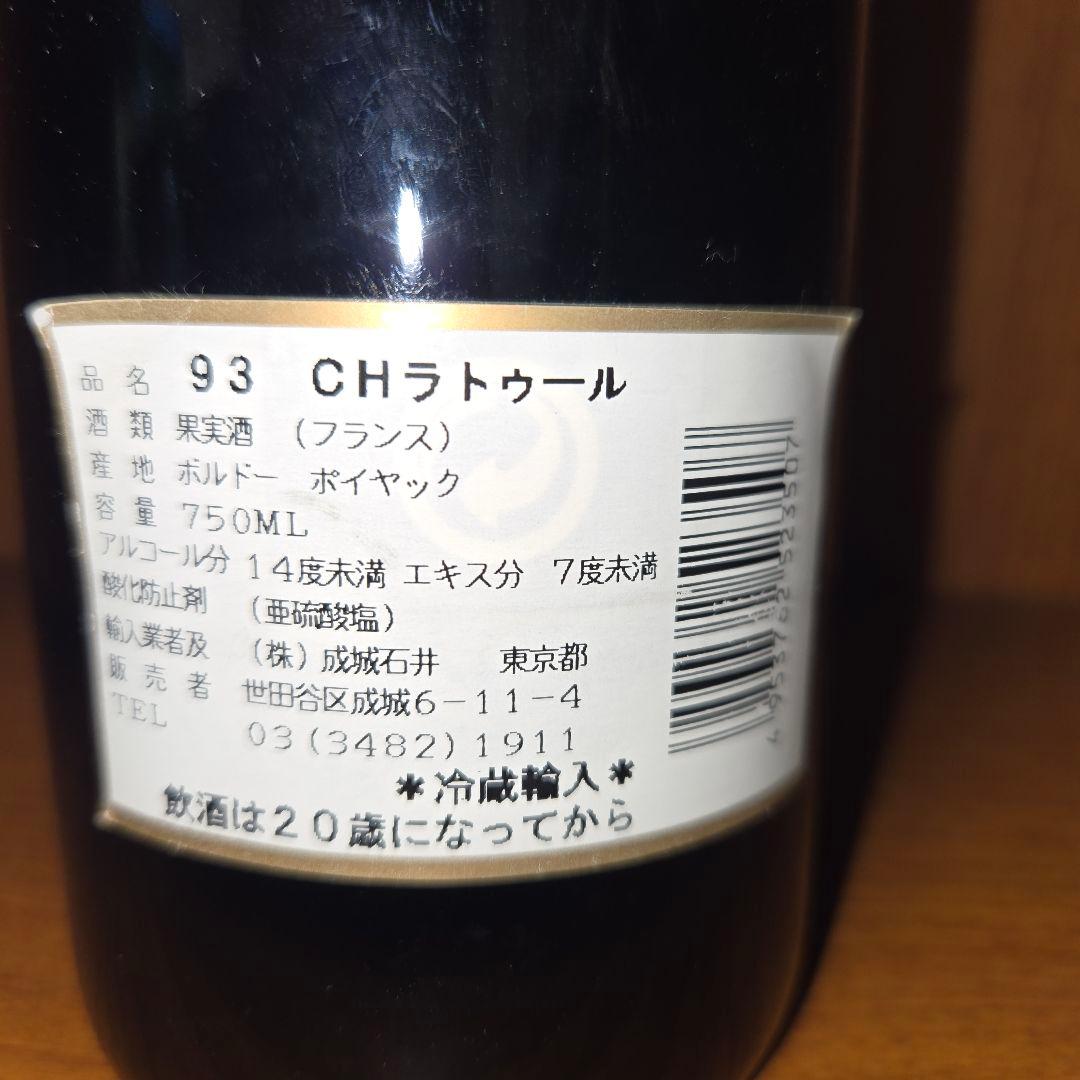 品名 93 CHラトゥール
酒類 果実酒 (フランス)
産地 ボルドー ポイヤック
容量 750ML
アルコール分 14度未満 エキス分 7度未満
酸化防止剤 (亜硫酸塩)
輸入業者及 (株)成城石井 東京都
販売者 世田谷区成城6-11-4
TEL 03(3482)1911
*冷蔵輸入*
飲酒は20歳になってから